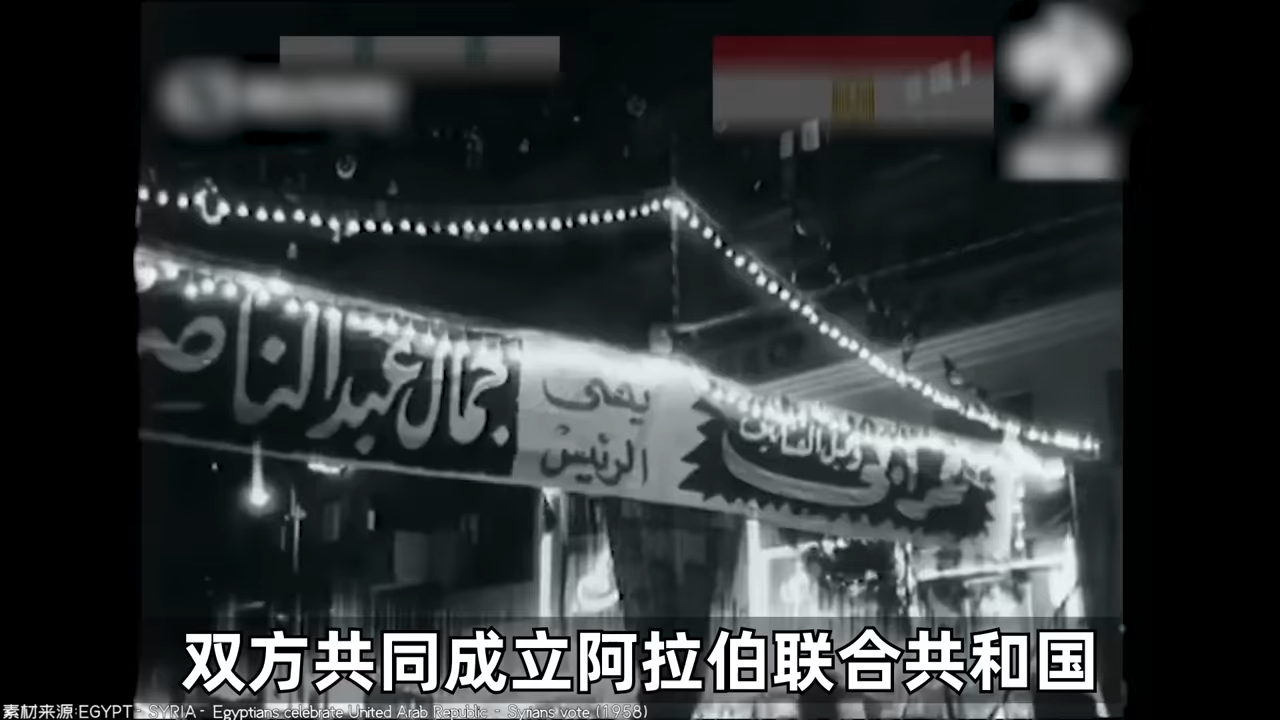 جمال عبد الناصر
يحيى
الرئيس
双方共同成立阿拉伯联合共和国
素材来源:EGYPT- SYRIA- Egyptians celebrate United Arab Republic - Syrians vote (1958)